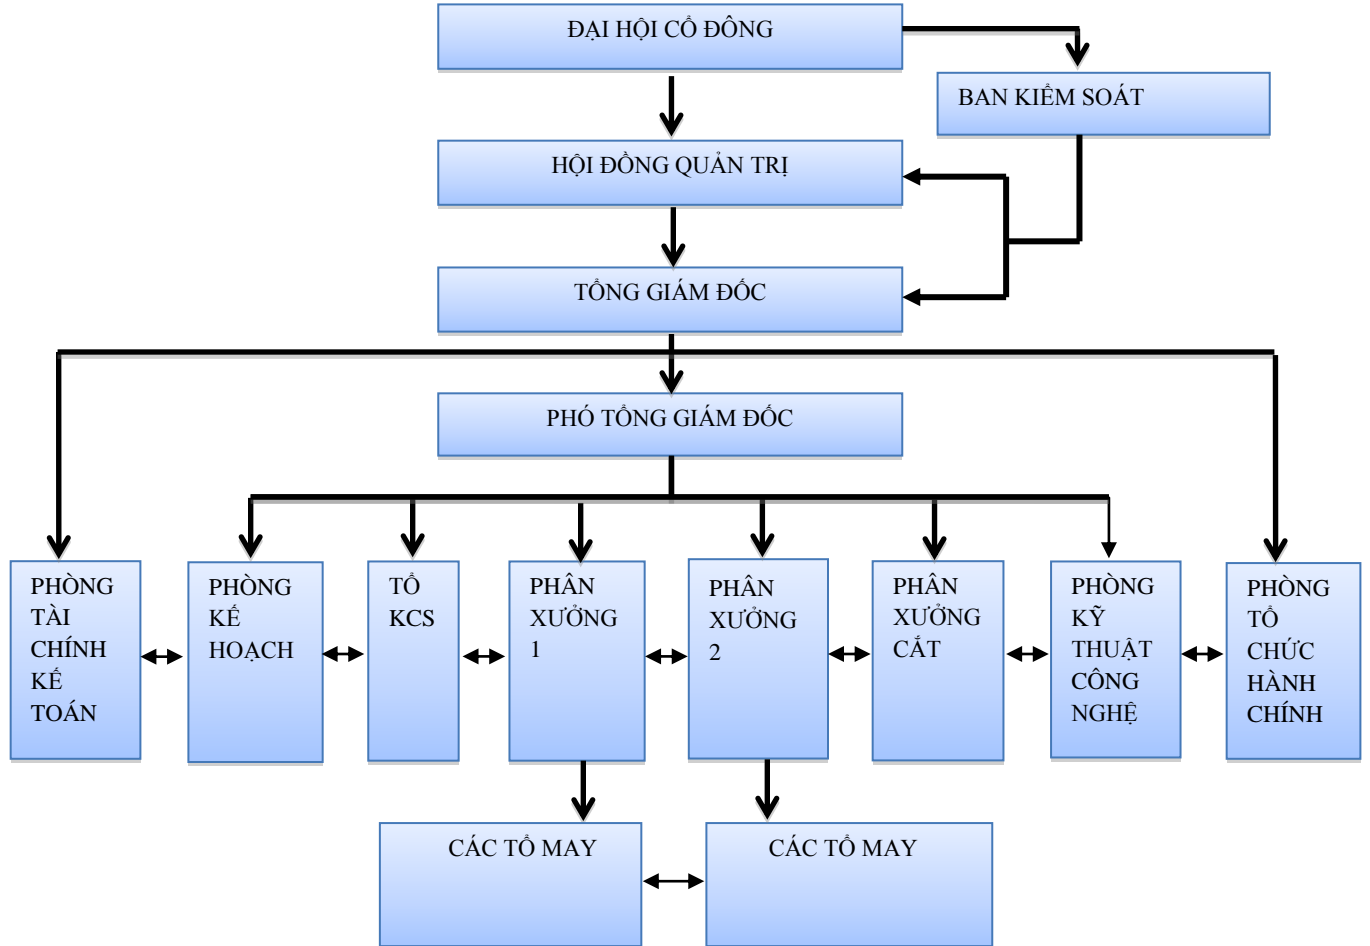 ĐẠI HỘI CỔ ĐÔNG
BAN KIỂM SOÁT
HỘI ĐỒNG QUẢN TRỊ
TỔNG GIÁM ĐỐC
PHÓ TỔNG GIÁM ĐỐC
PHÒNG
TÀI
CHÍNH
KẾ
TOÁN
PHÒNG
KẾ
HOẠCH
TỔ
KCS
PHÂN
XƯỞNG
1
PHÂN
XƯỞNG
2
PHÂN
XƯỞNG
CẮT
PHÒNG
KỸ
THUẬT
CÔNG
NGHỆ
PHÒNG
TỔ
CHỨC
HÀNH
CHÍNH
CÁC TỔ MAY
CÁC TỔ MAY